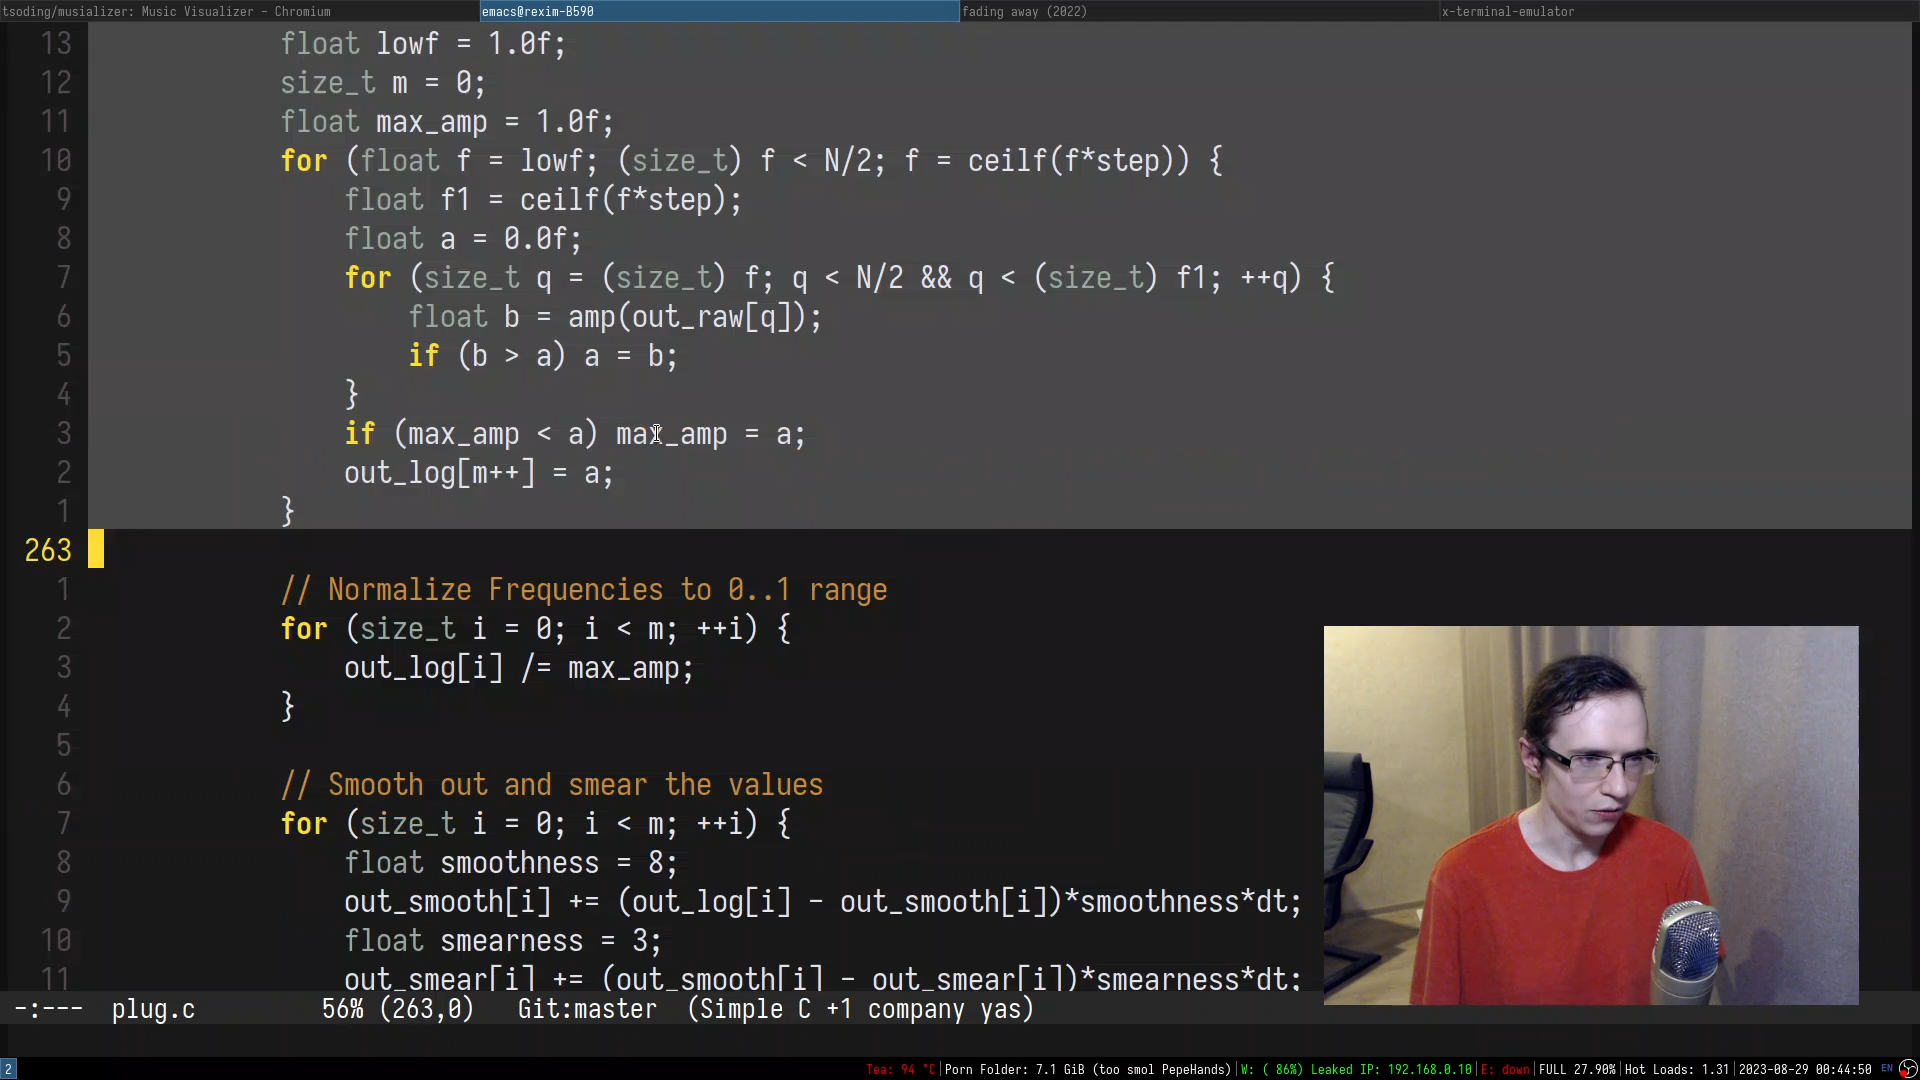 tsoding/musializer: Music Visualizer - Chromium
emacs@rexim-B590
fading away (2022)
x-terminal-emulator
13 float lowf = 1.0f;
12 size_t m = 0;
11 float max_amp = 1.0f;
10 for (float f = lowf; (size_t) f < N/2; f = ceilf(f*step)) {
9 float f1 = ceilf(f*step);
8 float a = 0.0f;
7 for (size_t q = (size_t) f; q < N/2 && q < (size_t) f1; ++q) {
6 float b = amp(out_raw[q]);
5 if (b > a) a = b;
4 }
3 if (max_amp < a) max_amp = a;
2 out_log[m++] = a;
1 }
263
1 // Normalize Frequencies to 0..1 range
2 for (size_t i = 0; i < m; ++i) {
3 out_log[i] /= max_amp;
4 }
5
6 // Smooth out and smear the values
7 for (size_t i = 0; i < m; ++i) {
8 float smoothness = 8;
9 out_smooth[i] += (out_log[i] - out_smooth[i])*smoothness*dt;
10 float smearness = 3;
11 out_smear[i] += (out_smooth[i] - out_smear[i])*smearness*dt;
-:--- plug.c 56% (263,0) Git:master (Simple C +1 company yas)
2 Tea: 94 °C|Porn Folder: 7.1 GiB (too smol PepeHands)|W: ( 86%) Leaked IP: 192.168.0.10|E: down|FULL 27.90%|Hot Loads: 1.31|2023-08-29 00:44:50 EN